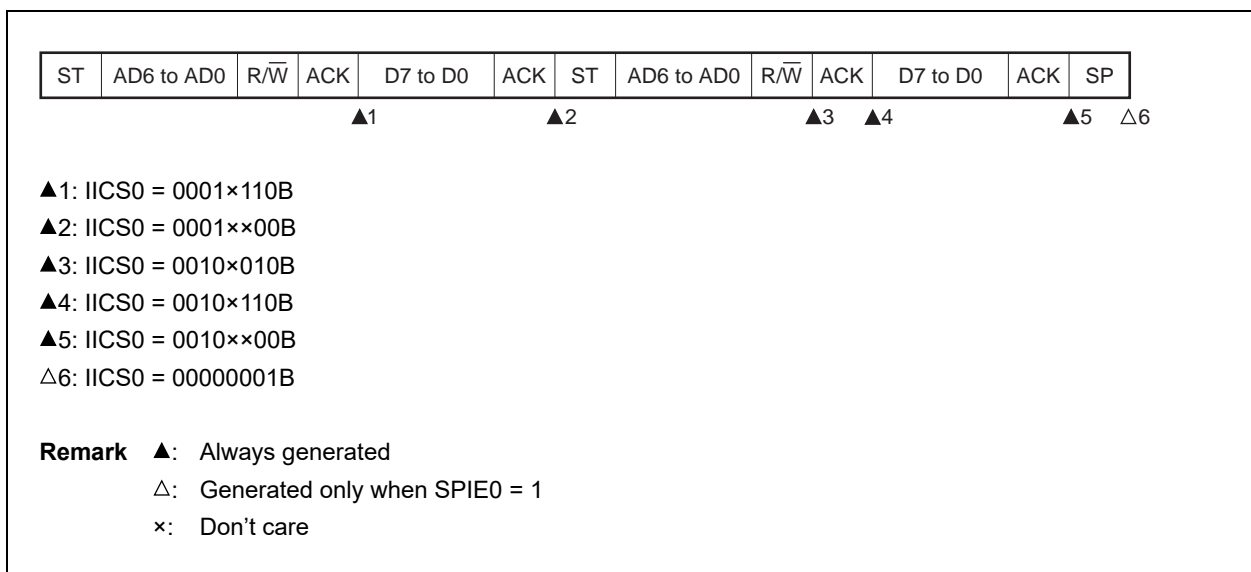 ST AD6 to AD0 R/W̅ ACK D7 to D0 ACK ST AD6 to AD0 R/W̅ ACK D7 to D0 ACK SP
▲1 ▲2 ▲3 ▲4 ▲5 △6
▲1: IICS0 = 0001×110B
▲2: IICS0 = 0001××00B
▲3: IICS0 = 0010×010B
▲4: IICS0 = 0010×110B
▲5: IICS0 = 0010××00B
△6: IICS0 = 00000001B
Remark ▲: Always generated
△: Generated only when SPIE0 = 1
×: Don't care